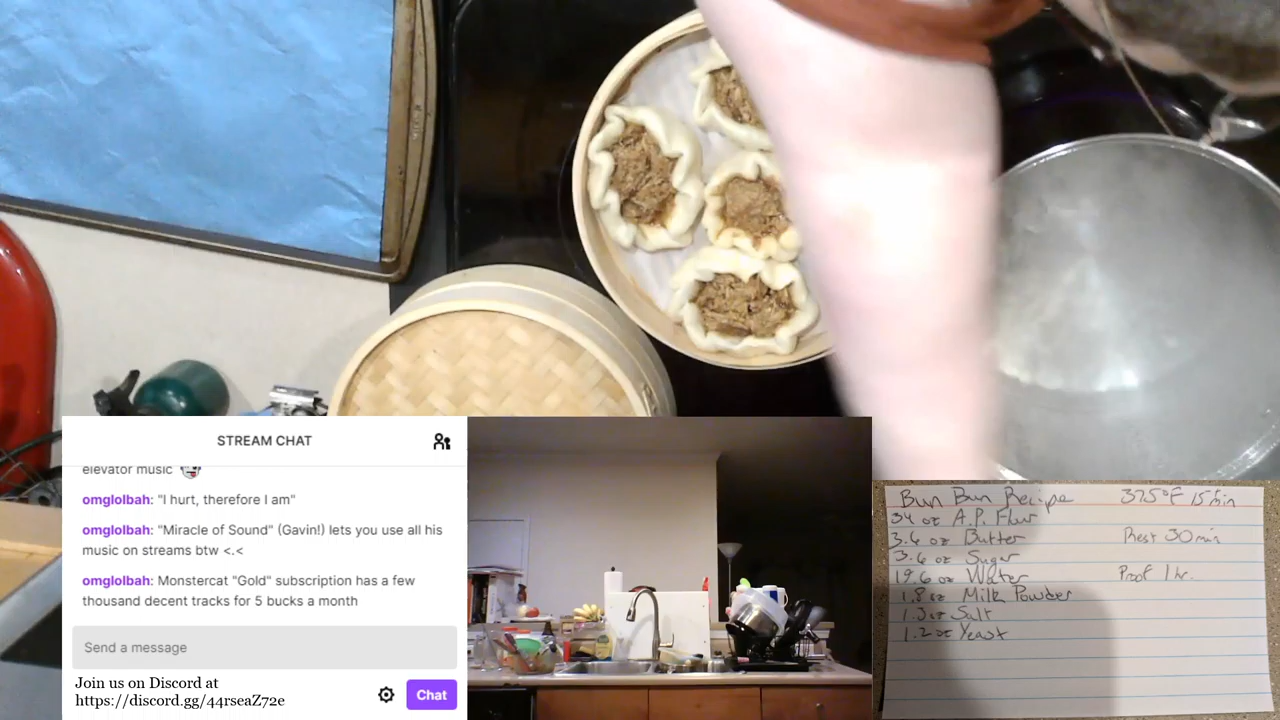 STREAM CHAT
elevator music
omglolbah: "I hurt, therefore I am"
omglolbah: "Miracle of Sound" (Gavin!) lets you use all his
music on streams btw <.<
omglolbah: Monstercat "Gold" subscription has a few
thousand decent tracks for 5 bucks a month
Send a message
Join us on Discord at
https://discord.gg/44rseaZ72e
Chat
Bun Bun Recipe 375°F 15 min
34 oz A.P. Flour
3.6 oz Butter Rest 30 min
3.6 oz Sugar
19.6 oz Water Proof 1 hr.
1.8 oz Milk Powder
1.3 oz Salt
1.2 oz Yeast